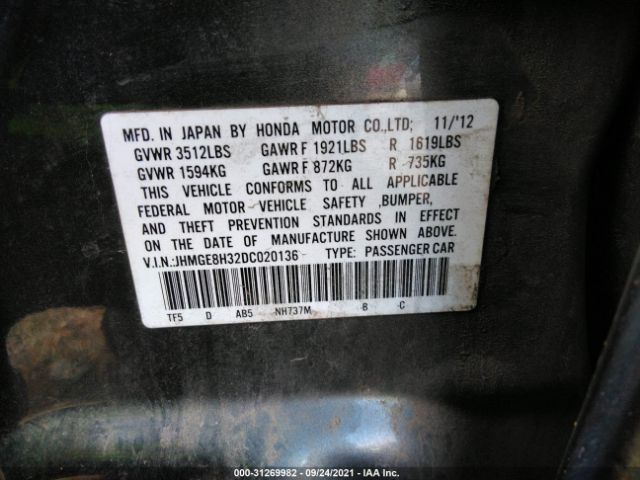 MFD. IN JAPAN BY HONDA MOTOR CO.,LTD; 11/'12
GVWR 3512LBS GAWR F 1921LBS R 1619LBS
GVWR 1594KG GAWR F 872KG R 735KG
THIS VEHICLE CONFORMS TO ALL APPLICABLE
FEDERAL MOTOR-VEHICLE SAFETY ,BUMPER,
AND THEFT PREVENTION STANDARDS IN EFFECT
ON THE DATE OF MANUFACTURE SHOWN ABOVE.
V.I.N.:JHMGE8H32DC020136 TYPE: PASSENGER CAR
TF5 D AB5 NH737M B C
000-31269982 - 09/24/2021 - IAA Inc.